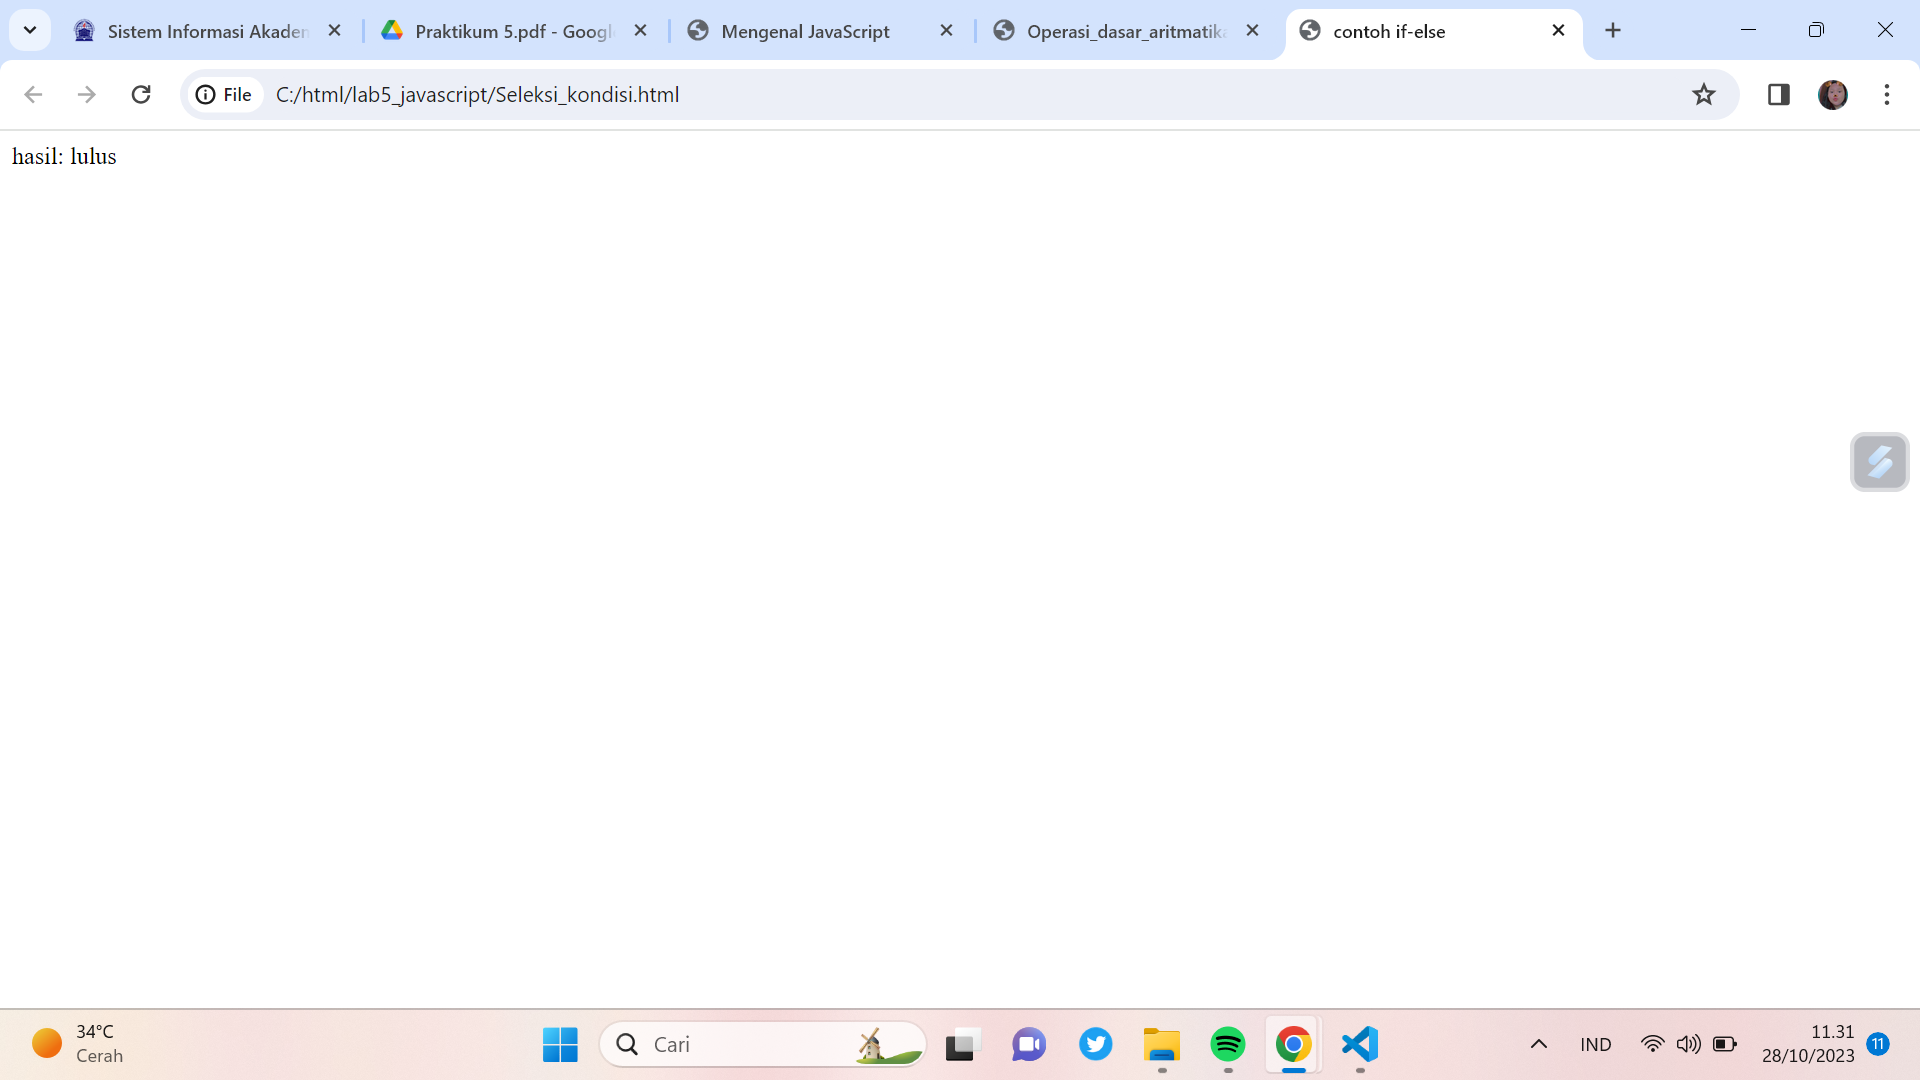 Sistem Informasi Akaden
Praktikum 5.pdf - Googl
Mengenal JavaScript
Operasi_dasar_aritmatika
contoh if-else
File
C:/html/lab5_javascript/Seleksi_kondisi.html
hasil: lulus
34°C
Cerah
Cari
IND
11.31
28/10/2023
11